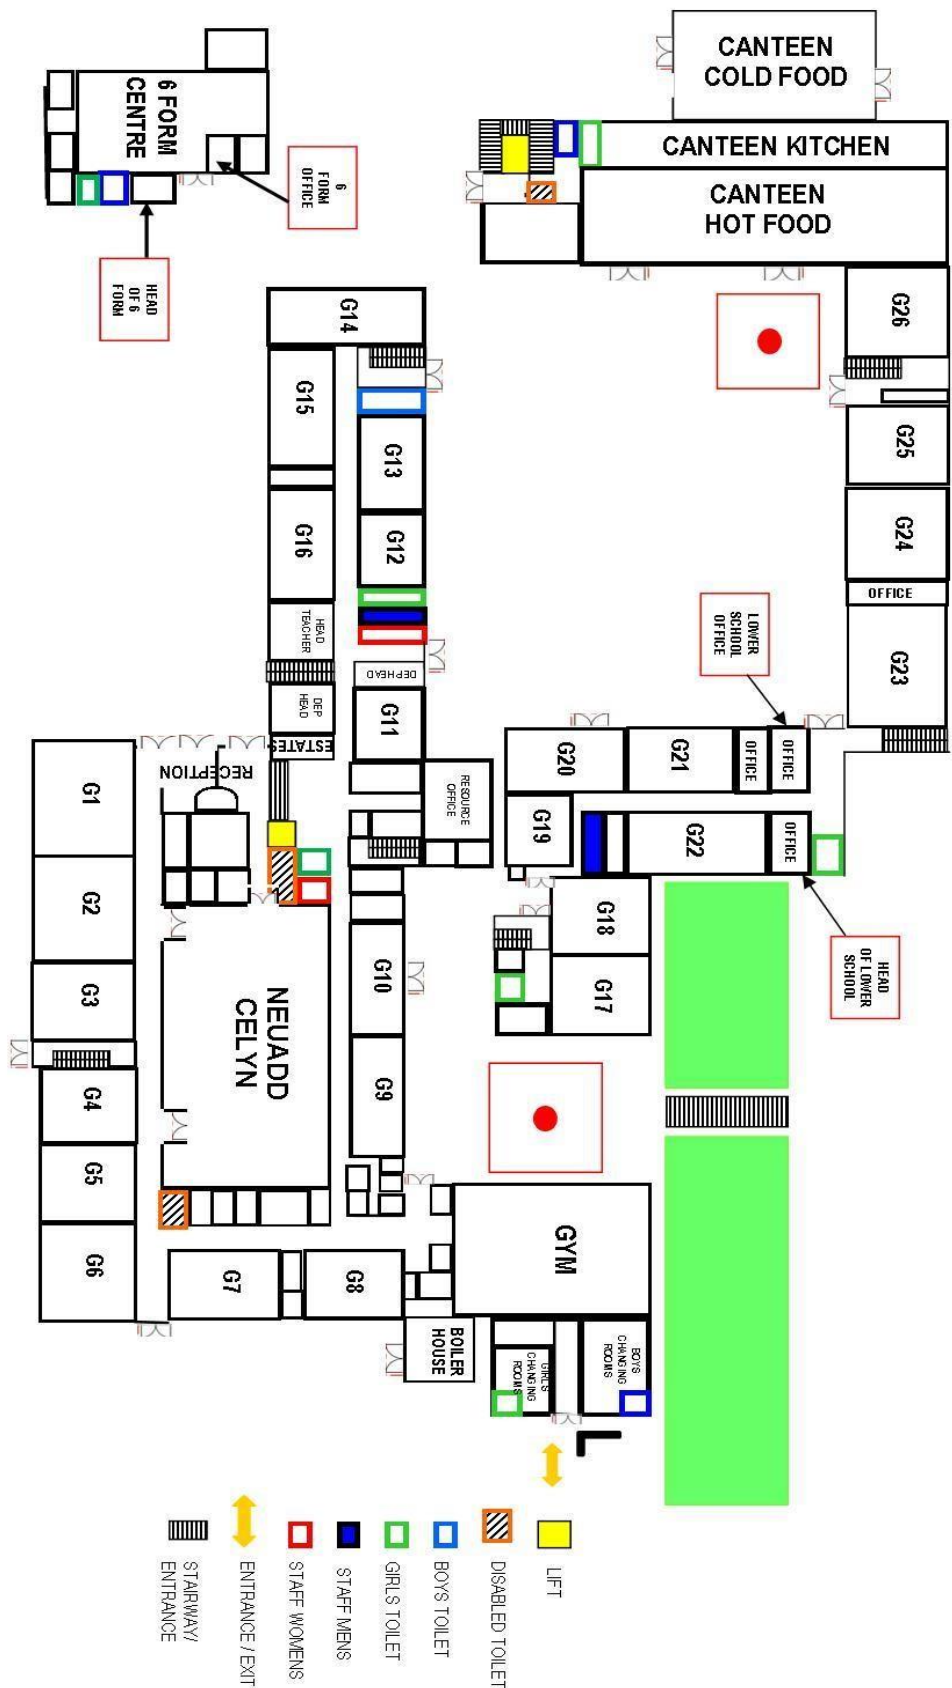 CANTEEN
COLD FOOD
CANTEEN KITCHEN
CANTEEN
HOT FOOD
6 FORM
CENTRE
6
FORM
OFFICE
HEAD
OF 6
FORM
G26
G25
G24
OFFICE
G23
LOWER
SCHOOL
OFFICE
G14
G15
G13
G16
G12
HEAD
TEACHER
DEP HEAD
DEP
HEAD
G11
ESTATES
RECEPTION
RESOURCE
OFFICE
G20
G21
OFFICE
OFFICE
G19
G22
OFFICE
HEAD
OF LOWER
SCHOOL
G18
G17
G1
G2
G3
G4
G5
G6
NEUADD
CELYN
G10
G9
G7
G8
GYM
BOILER
HOUSE
GIRLS
CHANGING
ROOMS
BOYS
CHANGING
ROOMS
LIFT
DISABLED TOILET
BOYS TOILET
GIRLS TOILET
STAFF MENS
STAFF WOMENS
ENTRANCE / EXIT
STAIRWAY/
ENTRANCE